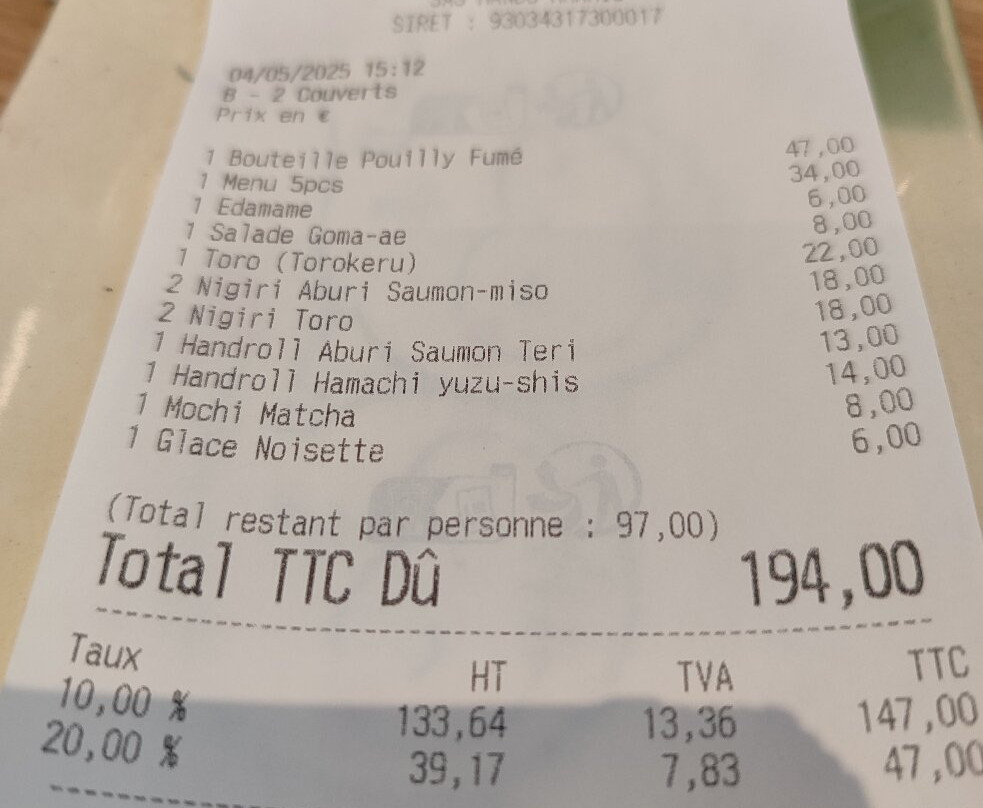 SIRET : 93034317300017
04/05/2025 15:12
8 - 2 Couverts
Prix en €
1 Bouteille Pouilly Fumé 47,00
1 Menu 5pcs 34,00
1 Edamame 6,00
1 Salade Goma-ae 8,00
1 Toro (Torokeru) 22,00
2 Nigiri Aburi Saumon-miso 18,00
2 Nigiri Toro 18,00
1 Handroll Aburi Saumon Teri 13,00
1 Handroll Hamachi yuzu-shis 14,00
1 Mochi Matcha 8,00
1 Glace Noisette 6,00
(Total restant par personne : 97,00)
Total TTC Dû 194,00
Taux HT TVA TTC
10,00 % 133,64 13,36 147,00
20,00 % 39,17 7,83 47,00